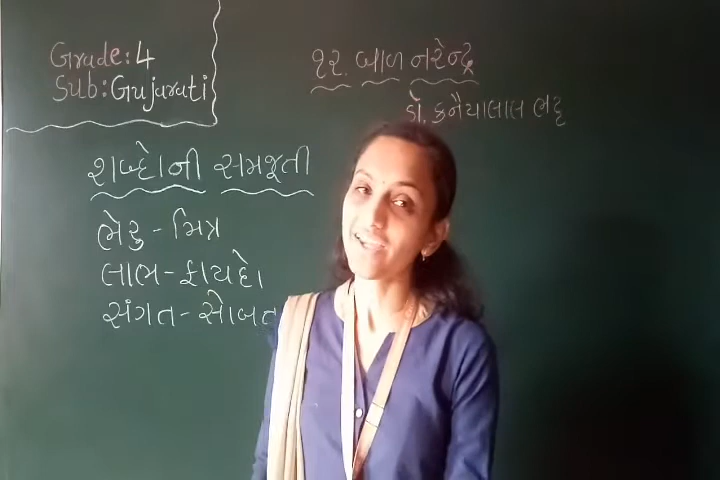 Grade: 4
Sub: Gujarati
૧૨. બાળ નરેન્દ્ર
ડૉ. કનૈયાલાલ ભટ્ટ
શબ્દોની સમજૂતી
ભેરુ - મિત્ર
લાભ - ફાયદો
સંગત - સોબત